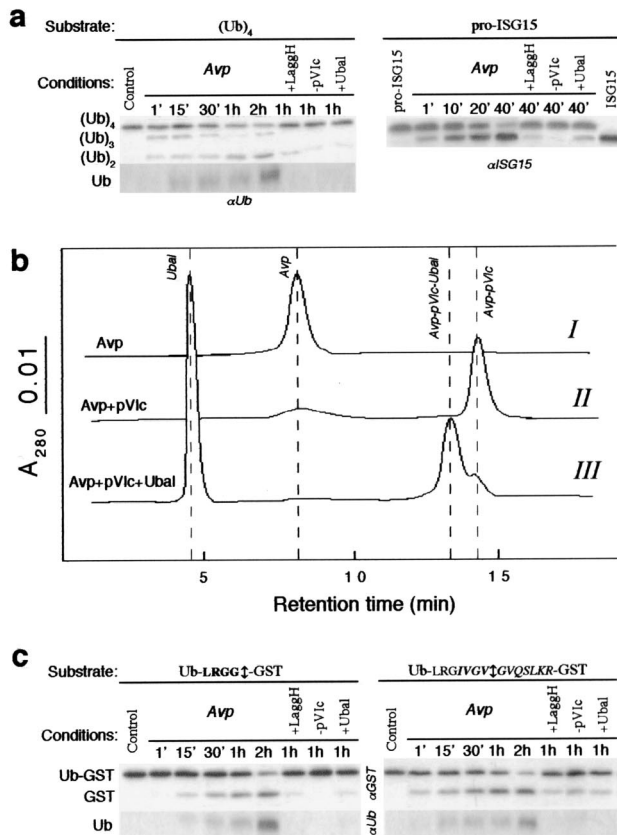 a
Substrate: (Ub)4 pro-ISG15
Conditions: Control Avp +LaggH -pVIc +Ubal pro-ISG15 Avp +LaggH -pVIc +Ubal ISG15
1' 15' 30' 1h 2h 1h 1h 1h 1' 10' 20' 40' 40' 40' 40'
(Ub)4
(Ub)3
(Ub)2
Ub
αUb
αISG15
b
Ubal Avp Avp-pVIc-Ubal Avp-pVIc
Avp I
Avp+pVIc II
Avp+pVIc+Ubal III
A280 0.01
5 10 15
Retention time (min)
c
Substrate: Ub-LRGG↕-GST Ub-LRGIVGV↕GVQSLKR-GST
Conditions: Control Avp +LaggH -pVIc +Ubal Control Avp +LaggH -pVIc +Ubal
1' 15' 30' 1h 2h 1h 1h 1h 1' 15' 30' 1h 2h 1h 1h 1h
Ub-GST
GST
Ub
αGST
αUb